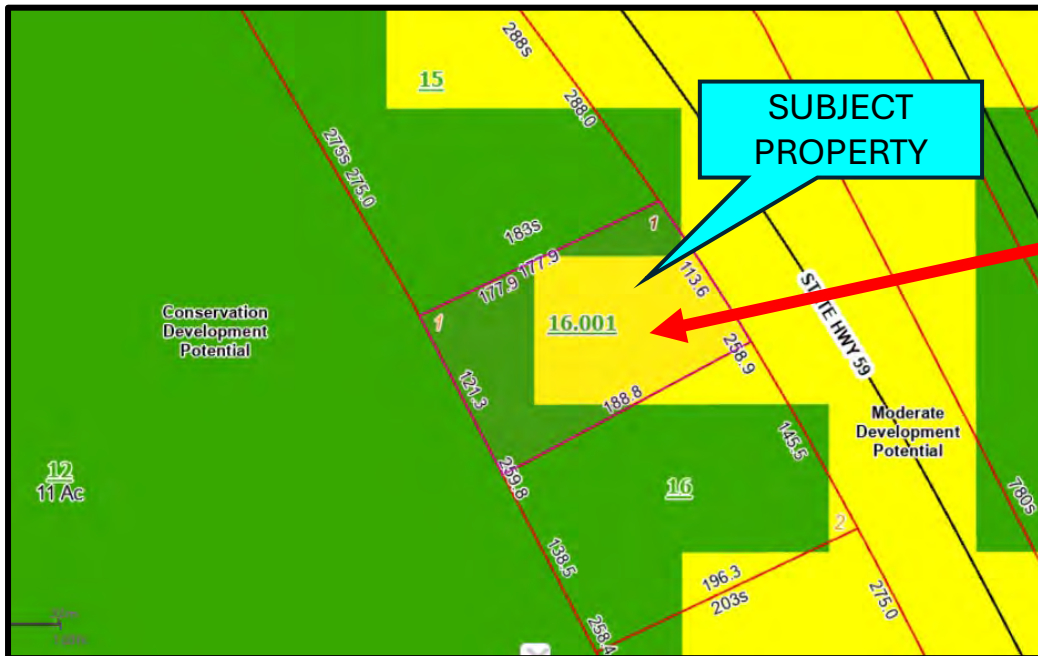 288s
15
288.0
SUBJECT
PROPERTY
275s 275.0
183s
1
177.9 177.9
113.6
Conservation
Development
Potential
1
16.001
258.9
121.3
188.8
STATE HWY 59
Moderate
Development
Potential
145.5
12
11 Ac
259.8
16
780s
2
138.5
196.3
203s
275.0
258.4